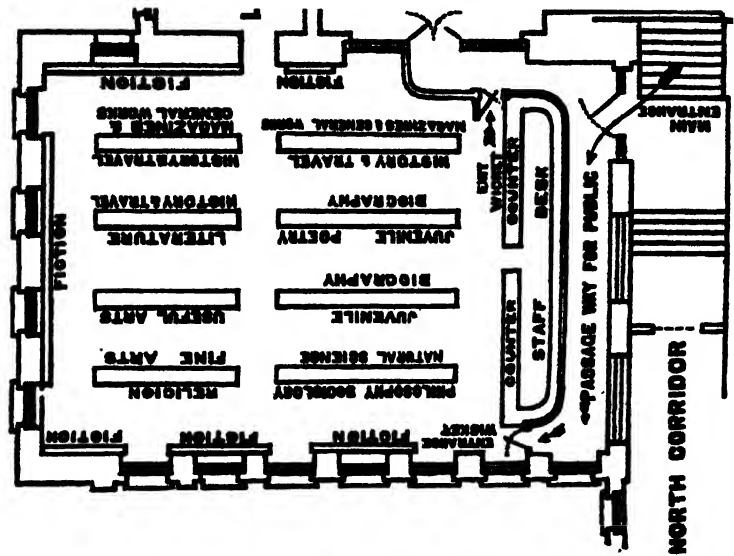 FICTION
FICTION
MAIN
ENTRANCE
MAGAZINES &
GENERAL WORKS
MAGAZINES & GENERAL WORKS
HISTORY & TRAVEL
HISTORY & TRAVEL
EXIT
WICKET
COUNTER
DESK
STAFF
COUNTER
PASSAGE WAY FOR PUBLIC
HISTORY & TRAVEL
BIOGRAPHY
LITERATURE
JUVENILE POETRY
FICTION
BIOGRAPHY
USEFUL ARTS
JUVENILE
FINE ARTS
NATURAL SCIENCE
RELIGION
PHILOSOPHY SOCIOLOGY
NORTH CORRIDOR
FICTION
FICTION
FICTION
ENTRANCE
WICKET